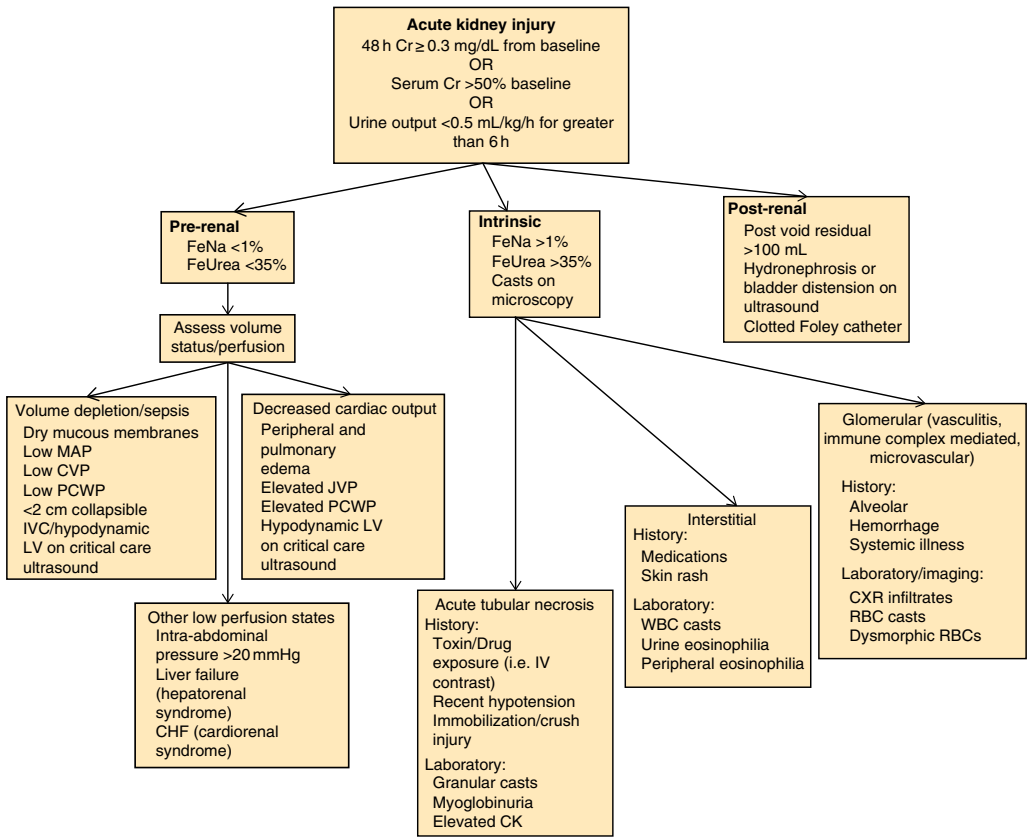 Acute kidney injury
48 h Cr ≥ 0.3 mg/dL from baseline
OR
Serum Cr >50% baseline
OR
Urine output <0.5 mL/kg/h for greater
than 6 h
Pre-renal
FeNa <1%
FeUrea <35%
Intrinsic
FeNa >1%
FeUrea >35%
Casts on
microscopy
Post-renal
Post void residual
>100 mL
Hydronephrosis or
bladder distension on
ultrasound
Clotted Foley catheter
Assess volume
status/perfusion
Volume depletion/sepsis
Dry mucous membranes
Low MAP
Low CVP
Low PCWP
<2 cm collapsible
IVC/hypodynamic
LV on critical care
ultrasound
Decreased cardiac output
Peripheral and
pulmonary
edema
Elevated JVP
Elevated PCWP
Hypodynamic LV
on critical care
ultrasound
Other low perfusion states
Intra-abdominal
pressure >20 mmHg
Liver failure
(hepatorenal
syndrome)
CHF (cardiorenal
syndrome)
Acute tubular necrosis
History:
Toxin/Drug
exposure (i.e. IV
contrast)
Recent hypotension
Immobilization/crush
injury
Laboratory:
Granular casts
Myoglobinuria
Elevated CK
Interstitial
History:
Medications
Skin rash
Laboratory:
WBC casts
Urine eosinophilia
Peripheral eosinophilia
Glomerular (vasculitis,
immune complex mediated,
microvascular)
History:
Alveolar
Hemorrhage
Systemic illness
Laboratory/imaging:
CXR infiltrates
RBC casts
Dysmorphic RBCs